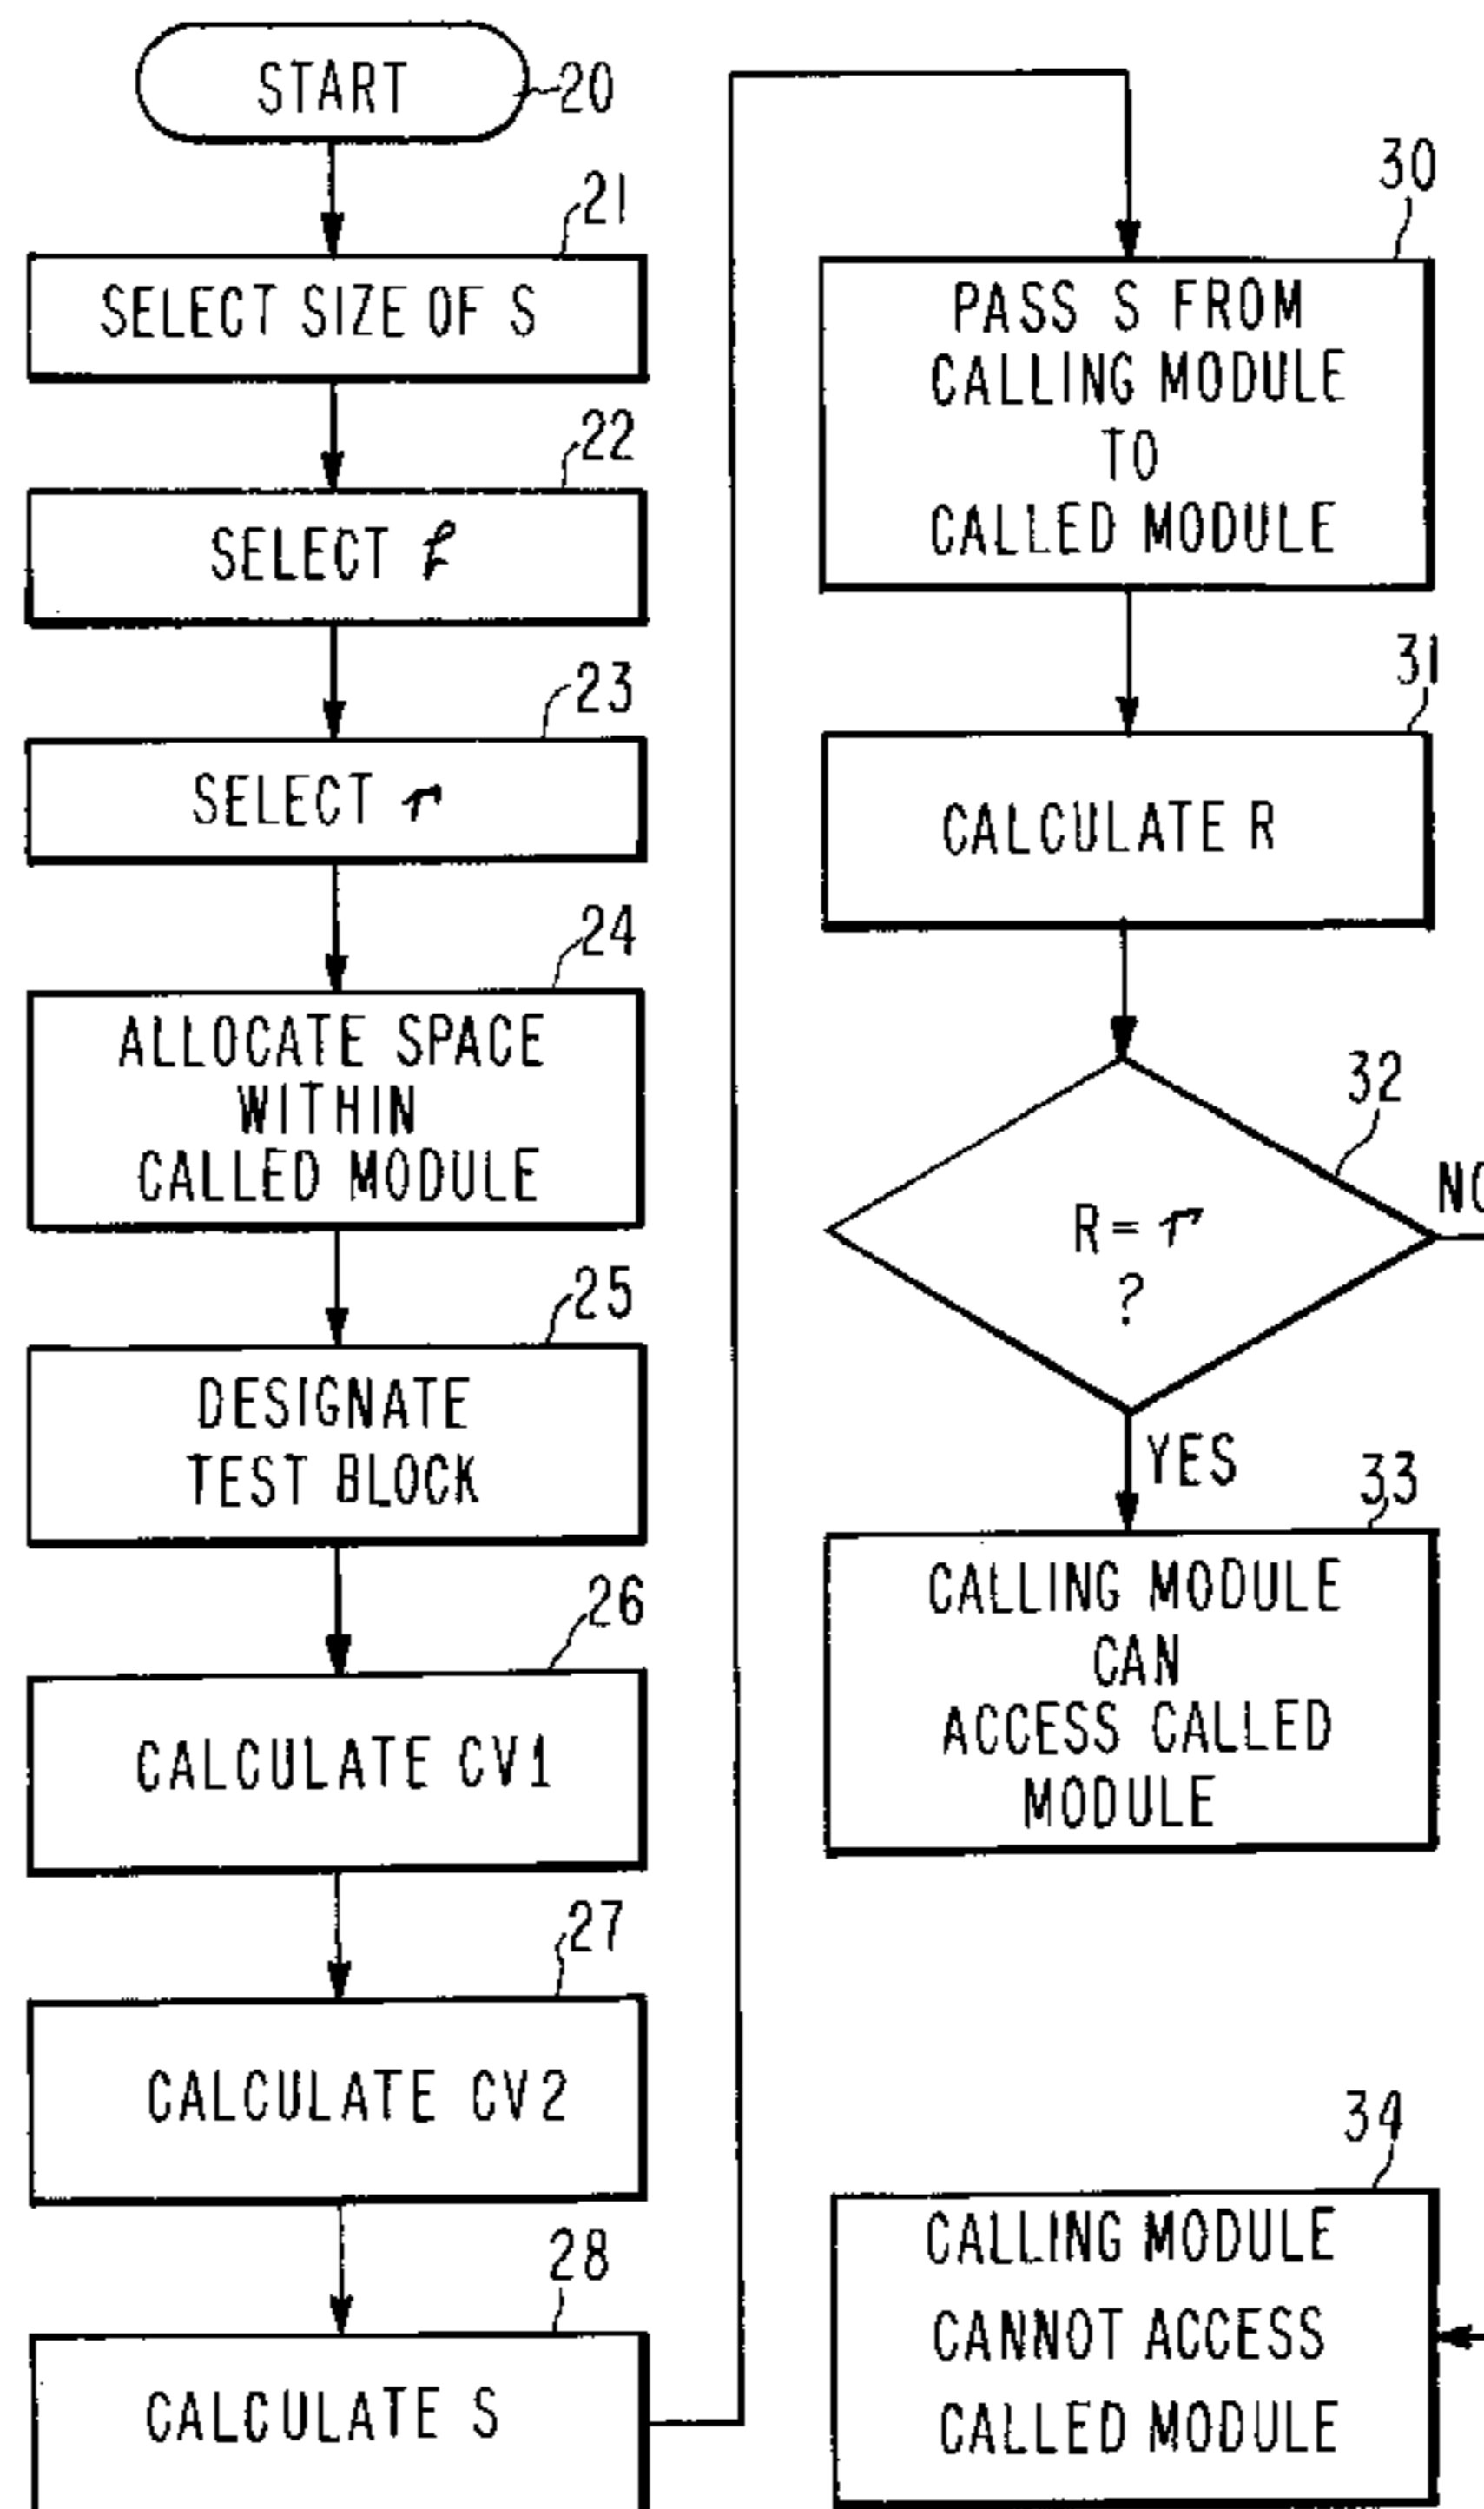 START
20
21
SELECT SIZE OF S
22
SELECT
23
SELECT r
24
ALLOCATE SPACE
WITHIN
CALLED MODULE
25
DESIGNATE
TEST BLOCK
26
CALCULATE CV1
27
CALCULATE CV2
28
CALCULATE S
30
PASS S FROM
CALLING MODULE
TO
CALLED MODULE
31
CALCULATE R
32
R = r
?
NO
YES
33
CALLING MODULE
CAN
ACCESS CALLED
MODULE
34
CALLING MODULE
CANNOT ACCESS
CALLED MODULE